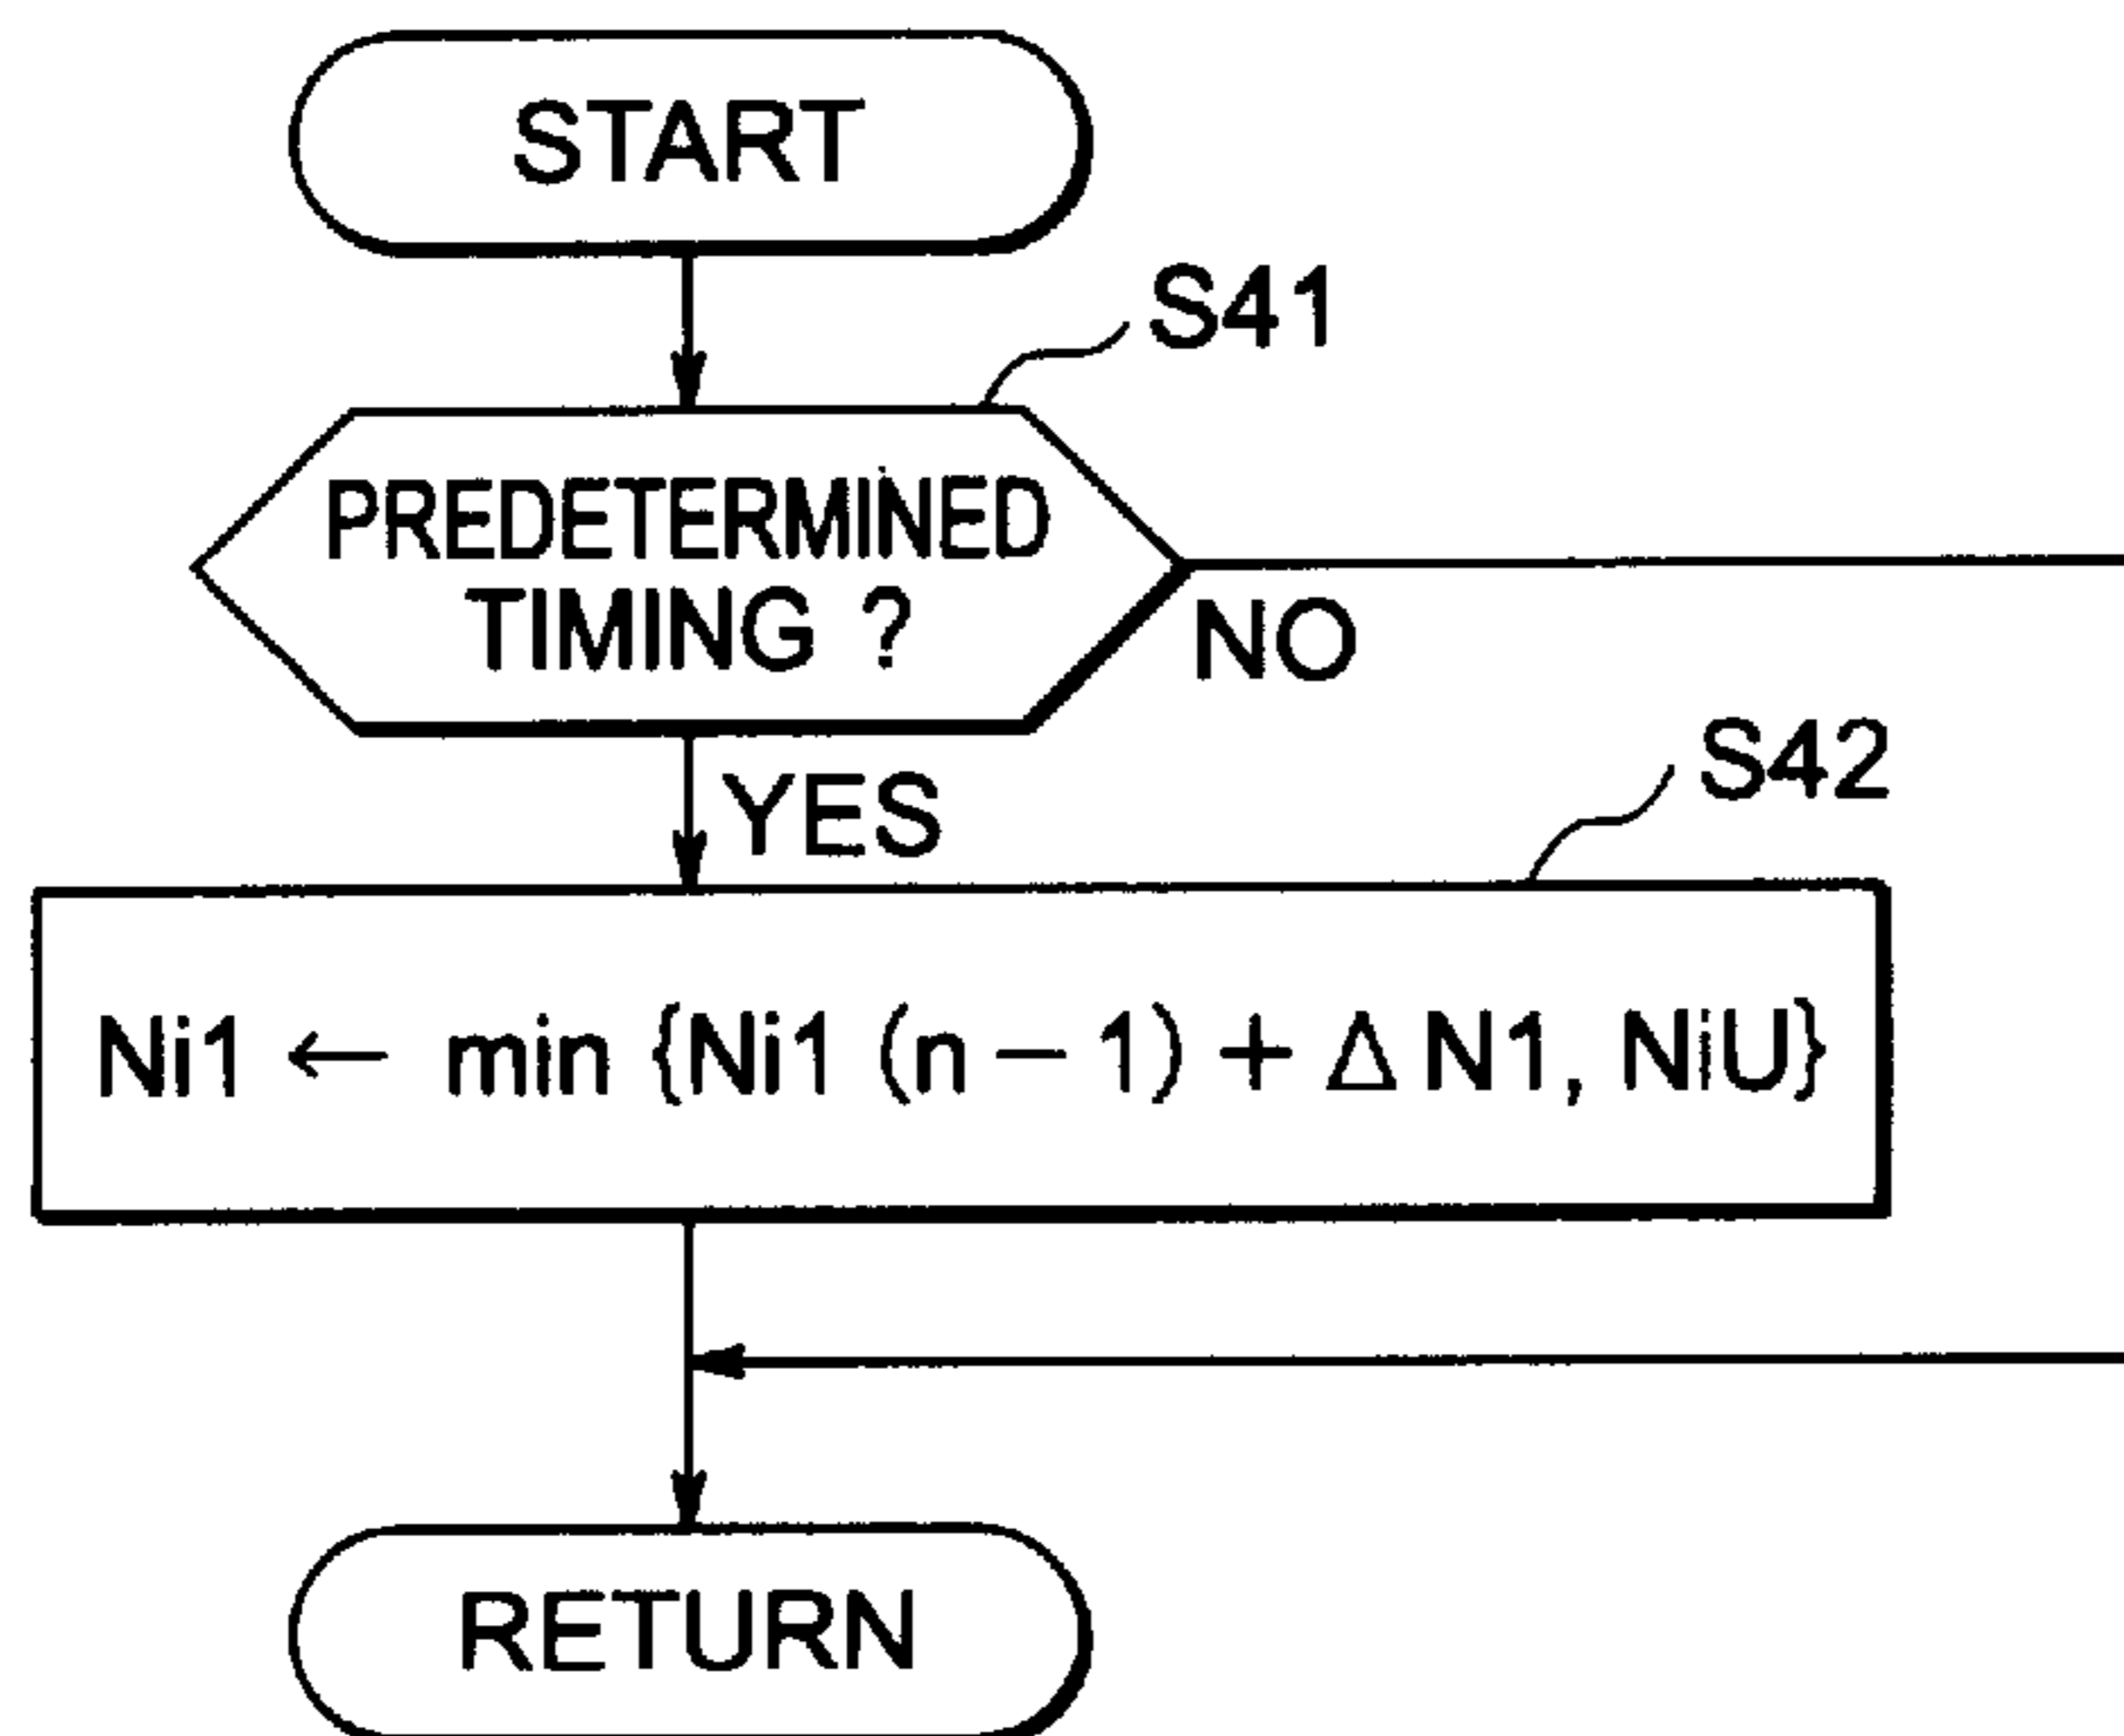 START
S41
PREDETERMINED
TIMING ?
NO
YES
S42
Ni1 ← min {Ni1 (n − 1) + Δ N1, NiU}
RETURN